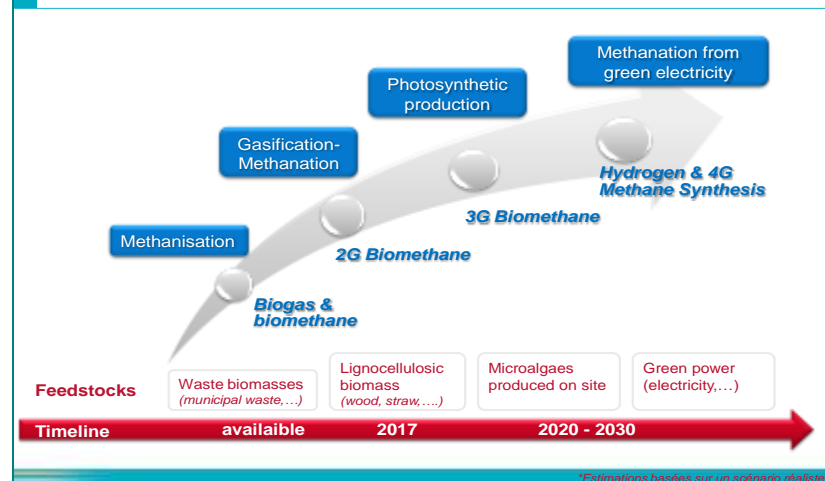 Methanation from
green electricity
Photosynthetic
production
Gasification-
Methanation
Hydrogen & 4G
Methane Synthesis
3G Biomethane
Methanisation
2G Biomethane
Biogas &
biomethane
Feedstocks
Waste biomasses
(municipal waste,...)
Lignocellulosic
biomass
(wood, straw,....)
Microalgaes
produced on site
Green power
(electricity,...)
Timeline
availaible
2017
2020 - 2030
*Estimations basées sur un scénario réaliste